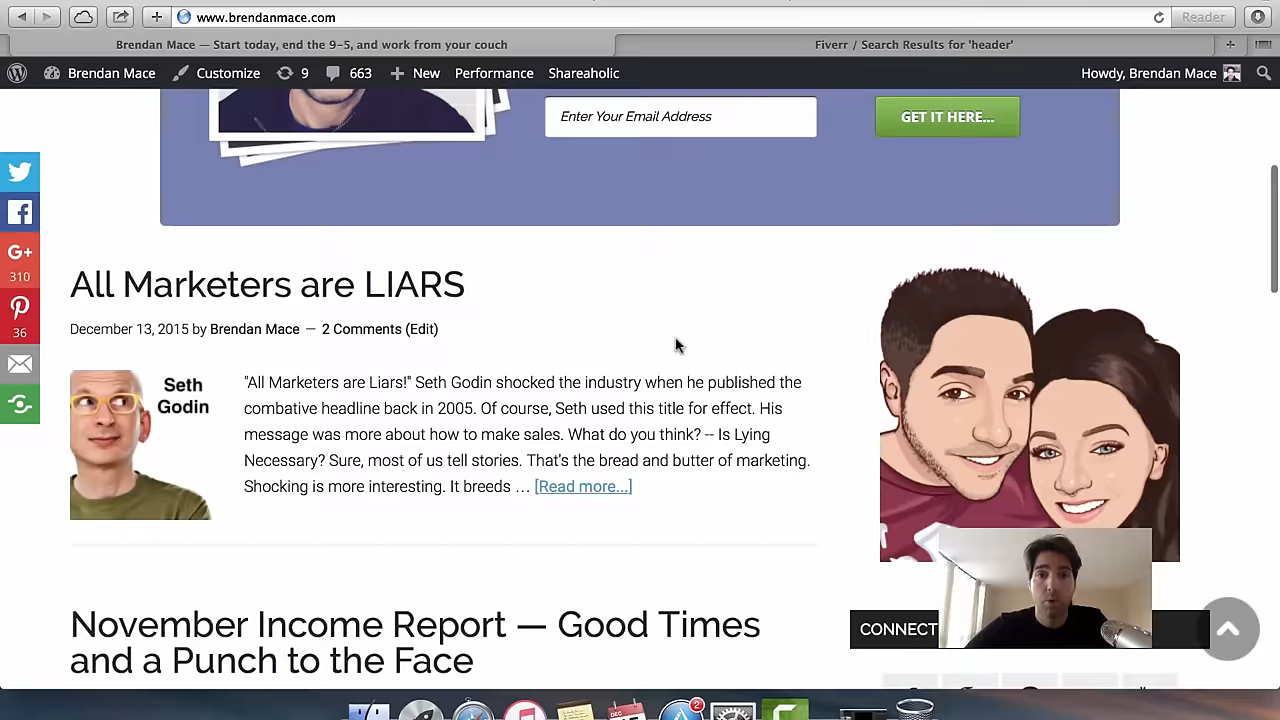 www.brendanmace.com
Reader
Brendan Mace — Start today, end the 9–5, and work from your couch
Fiverr / Search Results for 'header'
Brendan Mace
Customize
9
663
New
Performance
Shareaholic
Howdy, Brendan Mace
Enter Your Email Address
GET IT HERE...
G+
310
36
All Marketers are LIARS
December 13, 2015 by Brendan Mace — 2 Comments (Edit)
Seth
Godin
"All Marketers are Liars!" Seth Godin shocked the industry when he published the
combative headline back in 2005. Of course, Seth used this title for effect. His
message was more about how to make sales. What do you think? -- Is Lying
Necessary? Sure, most of us tell stories. That's the bread and butter of marketing.
Shocking is more interesting. It breeds … [Read more...]
November Income Report — Good Times
and a Punch to the Face
CONNECT
DEC
2